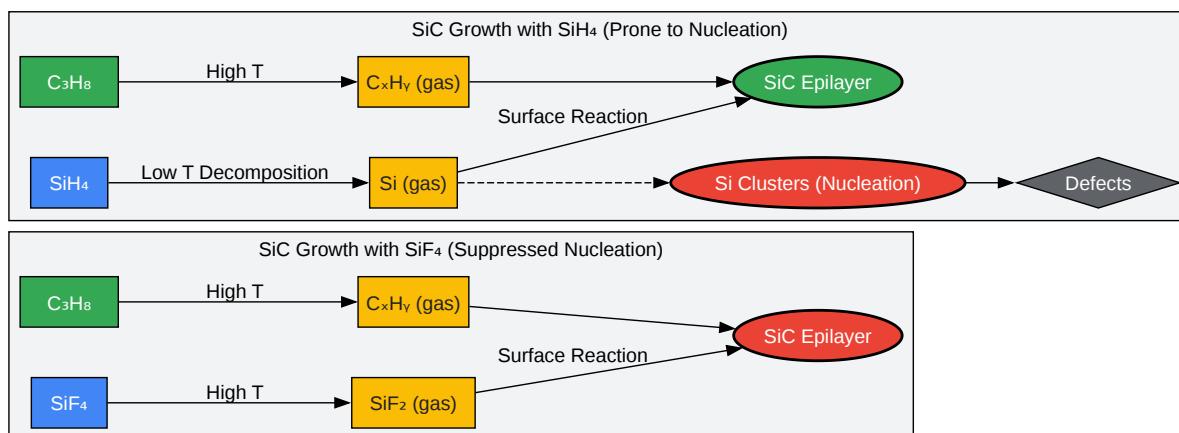 SiC Growth with SiH₄ (Prone to Nucleation)
C₃H₈
High T
CₓHᵧ (gas)
SiC Epilayer
Surface Reaction
SiH₄
Low T Decomposition
Si (gas)
Si Clusters (Nucleation)
Defects
SiC Growth with SiF₄ (Suppressed Nucleation)
C₃H₈
High T
CₓHᵧ (gas)
SiC Epilayer
Surface Reaction
SiF₄
High T
SiF₂ (gas)